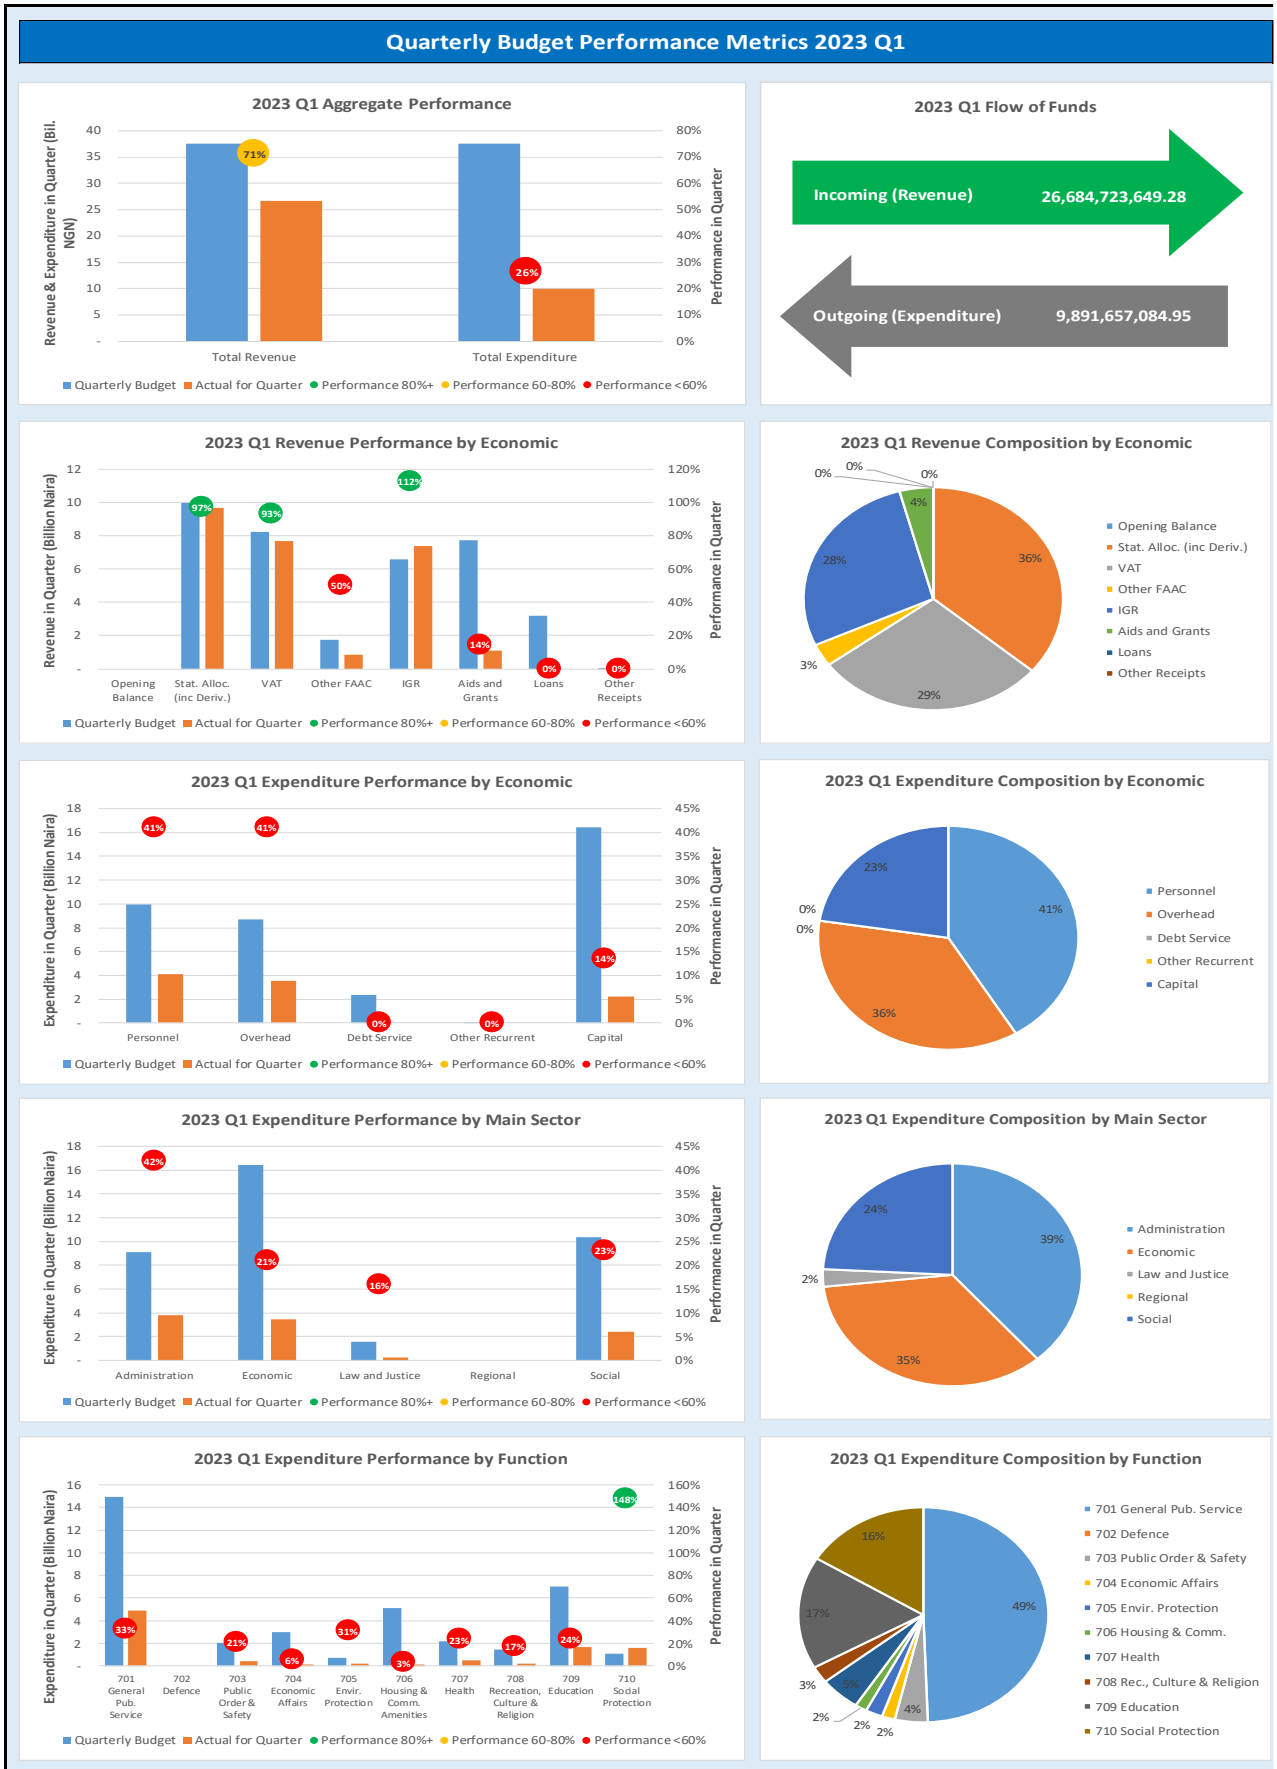 Quarterly Budget Performance Metrics 2023 Q1
2023 Q1 Aggregate Performance
Revenue & Expenditure in Quarter (Bil. NGN)
40
35
30
25
20
15
10
5
-
71%
26%
80%
70%
60%
50%
40%
30%
20%
10%
0%
Performance in Quarter
Total Revenue
Total Expenditure
Quarterly Budget
Actual for Quarter
Performance 80%+
Performance 60-80%
Performance <60%
2023 Q1 Flow of Funds
Incoming (Revenue) 26,684,723,649.28
Outgoing (Expenditure) 9,891,657,084.95
2023 Q1 Revenue Performance by Economic
Revenue in Quarter (Billion Naira)
12
10
8
6
4
2
-
97%
93%
50%
112%
14%
0%
0%
120%
100%
80%
60%
40%
20%
0%
Performance in Quarter
Opening
Balance
Stat. Alloc.
(inc Deriv.)
VAT
Other FAAC
IGR
Aids and
Grants
Loans
Other
Receipts
Quarterly Budget
Actual for Quarter
Performance 80%+
Performance 60-80%
Performance <60%
2023 Q1 Revenue Composition by Economic
0%
0%
0%
4%
36%
28%
3%
29%
Opening Balance
Stat. Alloc. (inc Deriv.)
VAT
Other FAAC
IGR
Aids and Grants
Loans
Other Receipts
2023 Q1 Expenditure Performance by Economic
Expenditure in Quarter (Billion Naira)
18
16
14
12
10
8
6
4
2
-
41%
41%
0%
0%
14%
45%
40%
35%
30%
25%
20%
15%
10%
5%
0%
Performance in Quarter
Personnel
Overhead
Debt Service
Other Recurrent
Capital
Quarterly Budget
Actual for Quarter
Performance 80%+
Performance 60-80%
Performance <60%
2023 Q1 Expenditure Composition by Economic
23%
41%
0%
0%
36%
Personnel
Overhead
Debt Service
Other Recurrent
Capital
2023 Q1 Expenditure Performance by Main Sector
Expenditure in Quarter (Billion Naira)
18
16
14
12
10
8
6
4
2
-
42%
21%
16%
23%
45%
40%
35%
30%
25%
20%
15%
10%
5%
0%
Performance in Quarter
Administration
Economic
Law and Justice
Regional
Social
Quarterly Budget
Actual for Quarter
Performance 80%+
Performance 60-80%
Performance <60%
2023 Q1 Expenditure Composition by Main Sector
24%
39%
2%
35%
Administration
Economic
Law and Justice
Regional
Social
2023 Q1 Expenditure Performance by Function
Expenditure in Quarter (Billion Naira)
16
14
12
10
8
6
4
2
-
33%
21%
6%
31%
3%
23%
17%
24%
148%
160%
140%
120%
100%
80%
60%
40%
20%
0%
Performance in Quarter
701
General
Pub.
Service
702
Defence
703
Public
Order &
Safety
704
Economic
Affairs
705
Envir.
Protection
706
Housing &
Comm.
Amenities
707
Health
708
Recreation,
Culture &
Religion
709
Education
710
Social
Protection
Quarterly Budget
Actual for Quarter
Performance 80%+
Performance 60-80%
Performance <60%
2023 Q1 Expenditure Composition by Function
16%
49%
17%
3%
5%
2%
2%
2%
4%
701 General Pub. Service
702 Defence
703 Public Order & Safety
704 Economic Affairs
705 Envir. Protection
706 Housing & Comm.
707 Health
708 Rec., Culture & Religion
709 Education
710 Social Protection